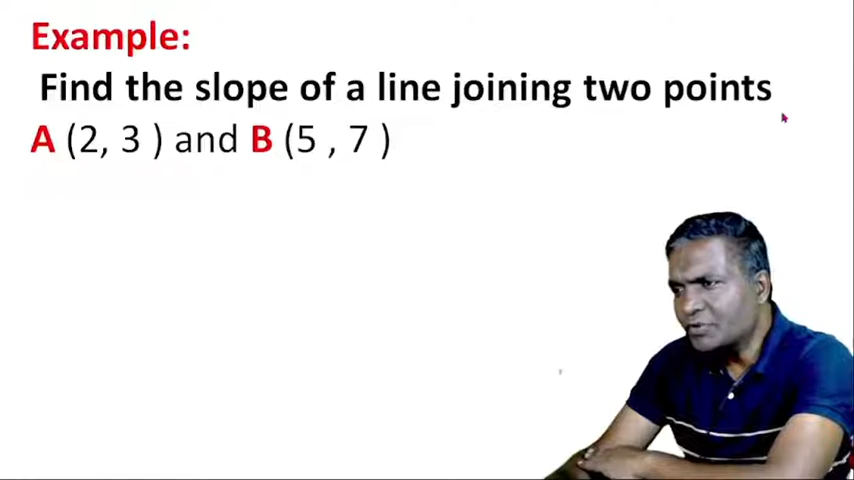 Example:
Find the slope of a line joining two points
A (2, 3 ) and B (5 , 7 )